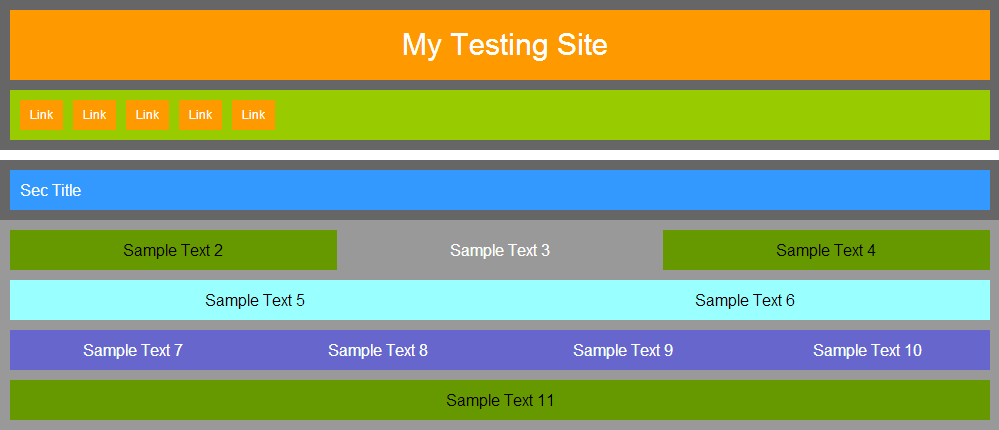 My Testing Site
Link Link Link Link Link
Sec Title
Sample Text 2 Sample Text 3 Sample Text 4
Sample Text 5 Sample Text 6
Sample Text 7 Sample Text 8 Sample Text 9 Sample Text 10
Sample Text 11